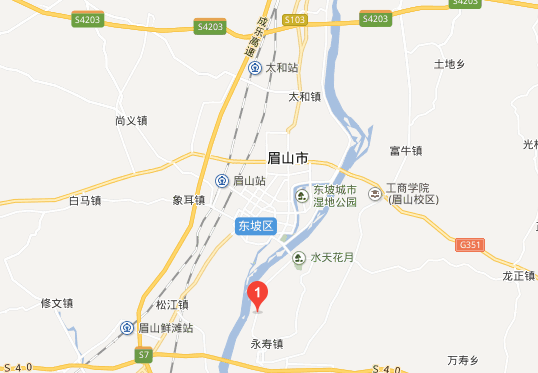 S4203
S4203
S103
S4203
S4203
成乐高速
太和站
土地乡
太和镇
尚义镇
富牛镇
眉山市
眉山站
东坡城市
湿地公园
工商学院
(眉山校区)
白马镇
象耳镇
东坡区
G351
水天花月
龙正镇
1
修文镇
松江镇
眉山鲜滩站
永寿镇
S7
万寿乡
S40
S40